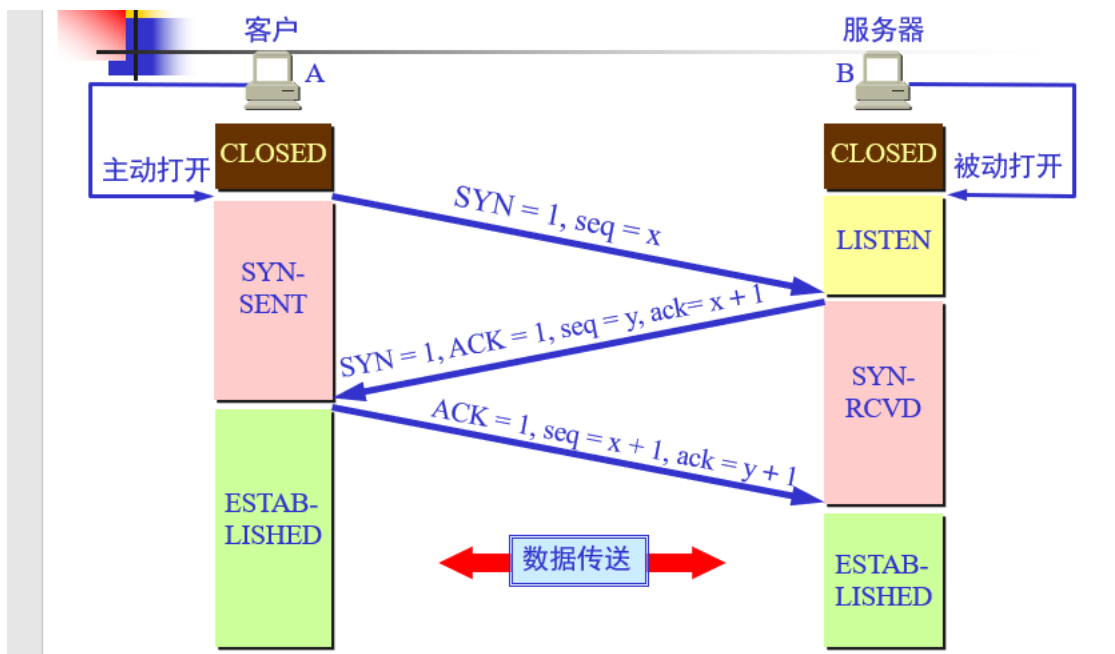 客户
服务器
A
B
CLOSED
CLOSED
主动打开
被动打开
SYN = 1, seq = x
LISTEN
SYN-
SENT
SYN = 1, ACK = 1, seq = y, ack= x + 1
SYN-
RCVD
ACK = 1, seq = x + 1, ack = y + 1
ESTAB-
LISHED
数据传送
ESTAB-
LISHED